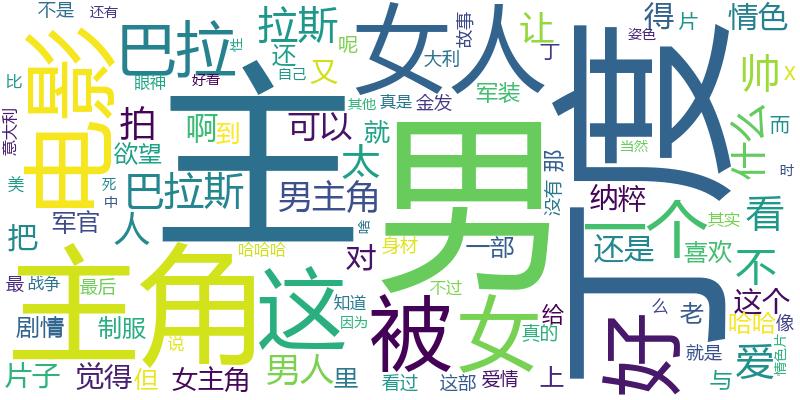 不是
还有
巴拉
拉斯
女人
让
故事
得
片
情色
姿色
电影
性
还
呢
大利
丁
比
眼神
好看
自己
又
主
度
帅
X
意大利
拍
啊
到
可以
其他
真是
金发
军装
什么
而
欲望
就
男
当然
美
死
中
巴拉斯
男主角
太
没有
那
纳粹
一个
时
军官
人
啥
把
哈哈哈
对
身材
一部
还是
喜欢
其实
看
不
最
战争
最后
主角
这
被
女
不过
给
好
么
老
这个
剧情
制服
知道
因为
真的
丁
哈哈
像
说
就是
爱
情色片
片子
觉得
但
女主角
男人
里
看过
这部
爱情
上
与